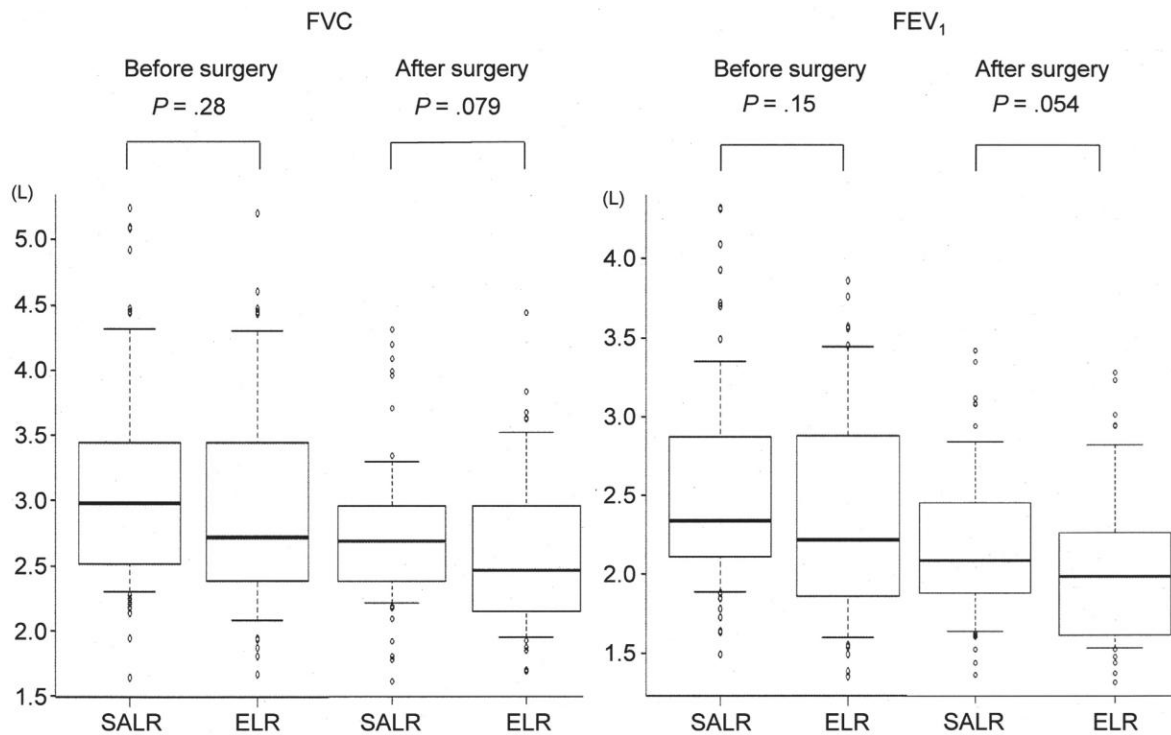 FVC
Before surgery
P = .28
After surgery
P = .079
(L)
5.0
4.5
4.0
3.5
3.0
2.5
2.0
1.5
SALR
ELR
SALR
ELR
FEV1
Before surgery
P = .15
After surgery
P = .054
(L)
4.0
3.5
3.0
2.5
2.0
1.5
SALR
ELR
SALR
ELR